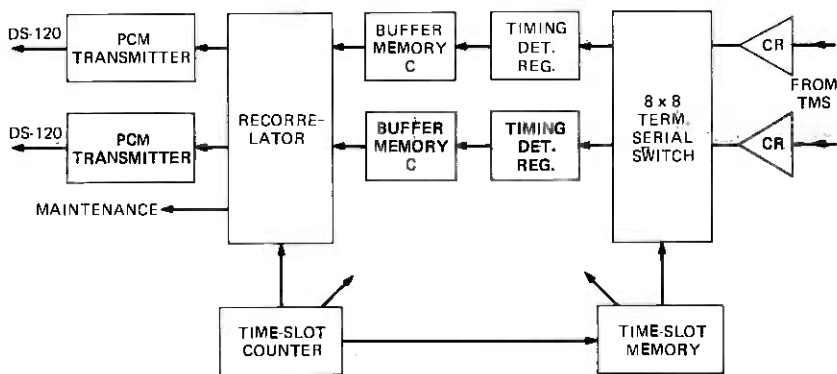 DS-120
PCM
TRANSMITTER
RECORRE-
LATOR
BUFFER
MEMORY
C
TIMING
DET.
REG.
8 x 8
TERM.
SERIAL
SWITCH
CR
FROM
TMS
DS-120
PCM
TRANSMITTER
BUFFER
MEMORY
C
TIMING
DET.
REG.
CR
MAINTENANCE
TIME-SLOT
COUNTER
TIME-SLOT
MEMORY